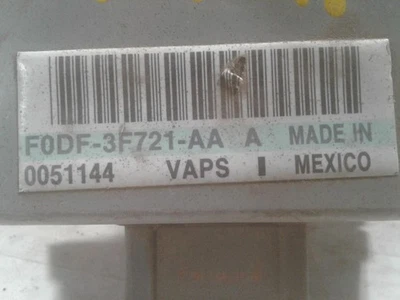 F0DF-3F721-AA A MADE IN
0051144 VAPS I MEXICO